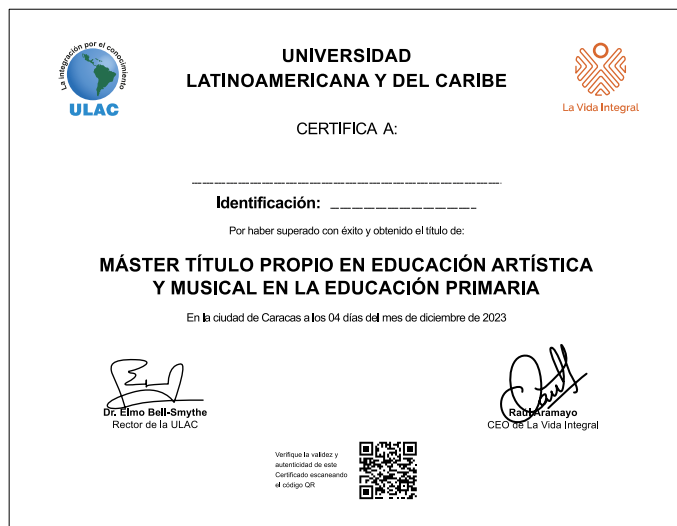 La integración por el conocimiento
ULAC
UNIVERSIDAD
LATINOAMERICANA Y DEL CARIBE
La Vida Integral
CERTIFICA A:
Identificación:
Por haber superado con éxito y obtenido el título de:
MÁSTER TÍTULO PROPIO EN EDUCACIÓN ARTÍSTICA
Y MUSICAL EN LA EDUCACIÓN PRIMARIA
En la ciudad de Caracas a los 04 días del mes de diciembre de 2023
Dr. Elmo Bell-Smythe
Rector de la ULAC
Raúl Aramayo
CEO de La Vida Integral
Verifique la validez y
autenticidad de este
Certificado escaneando
el código QR